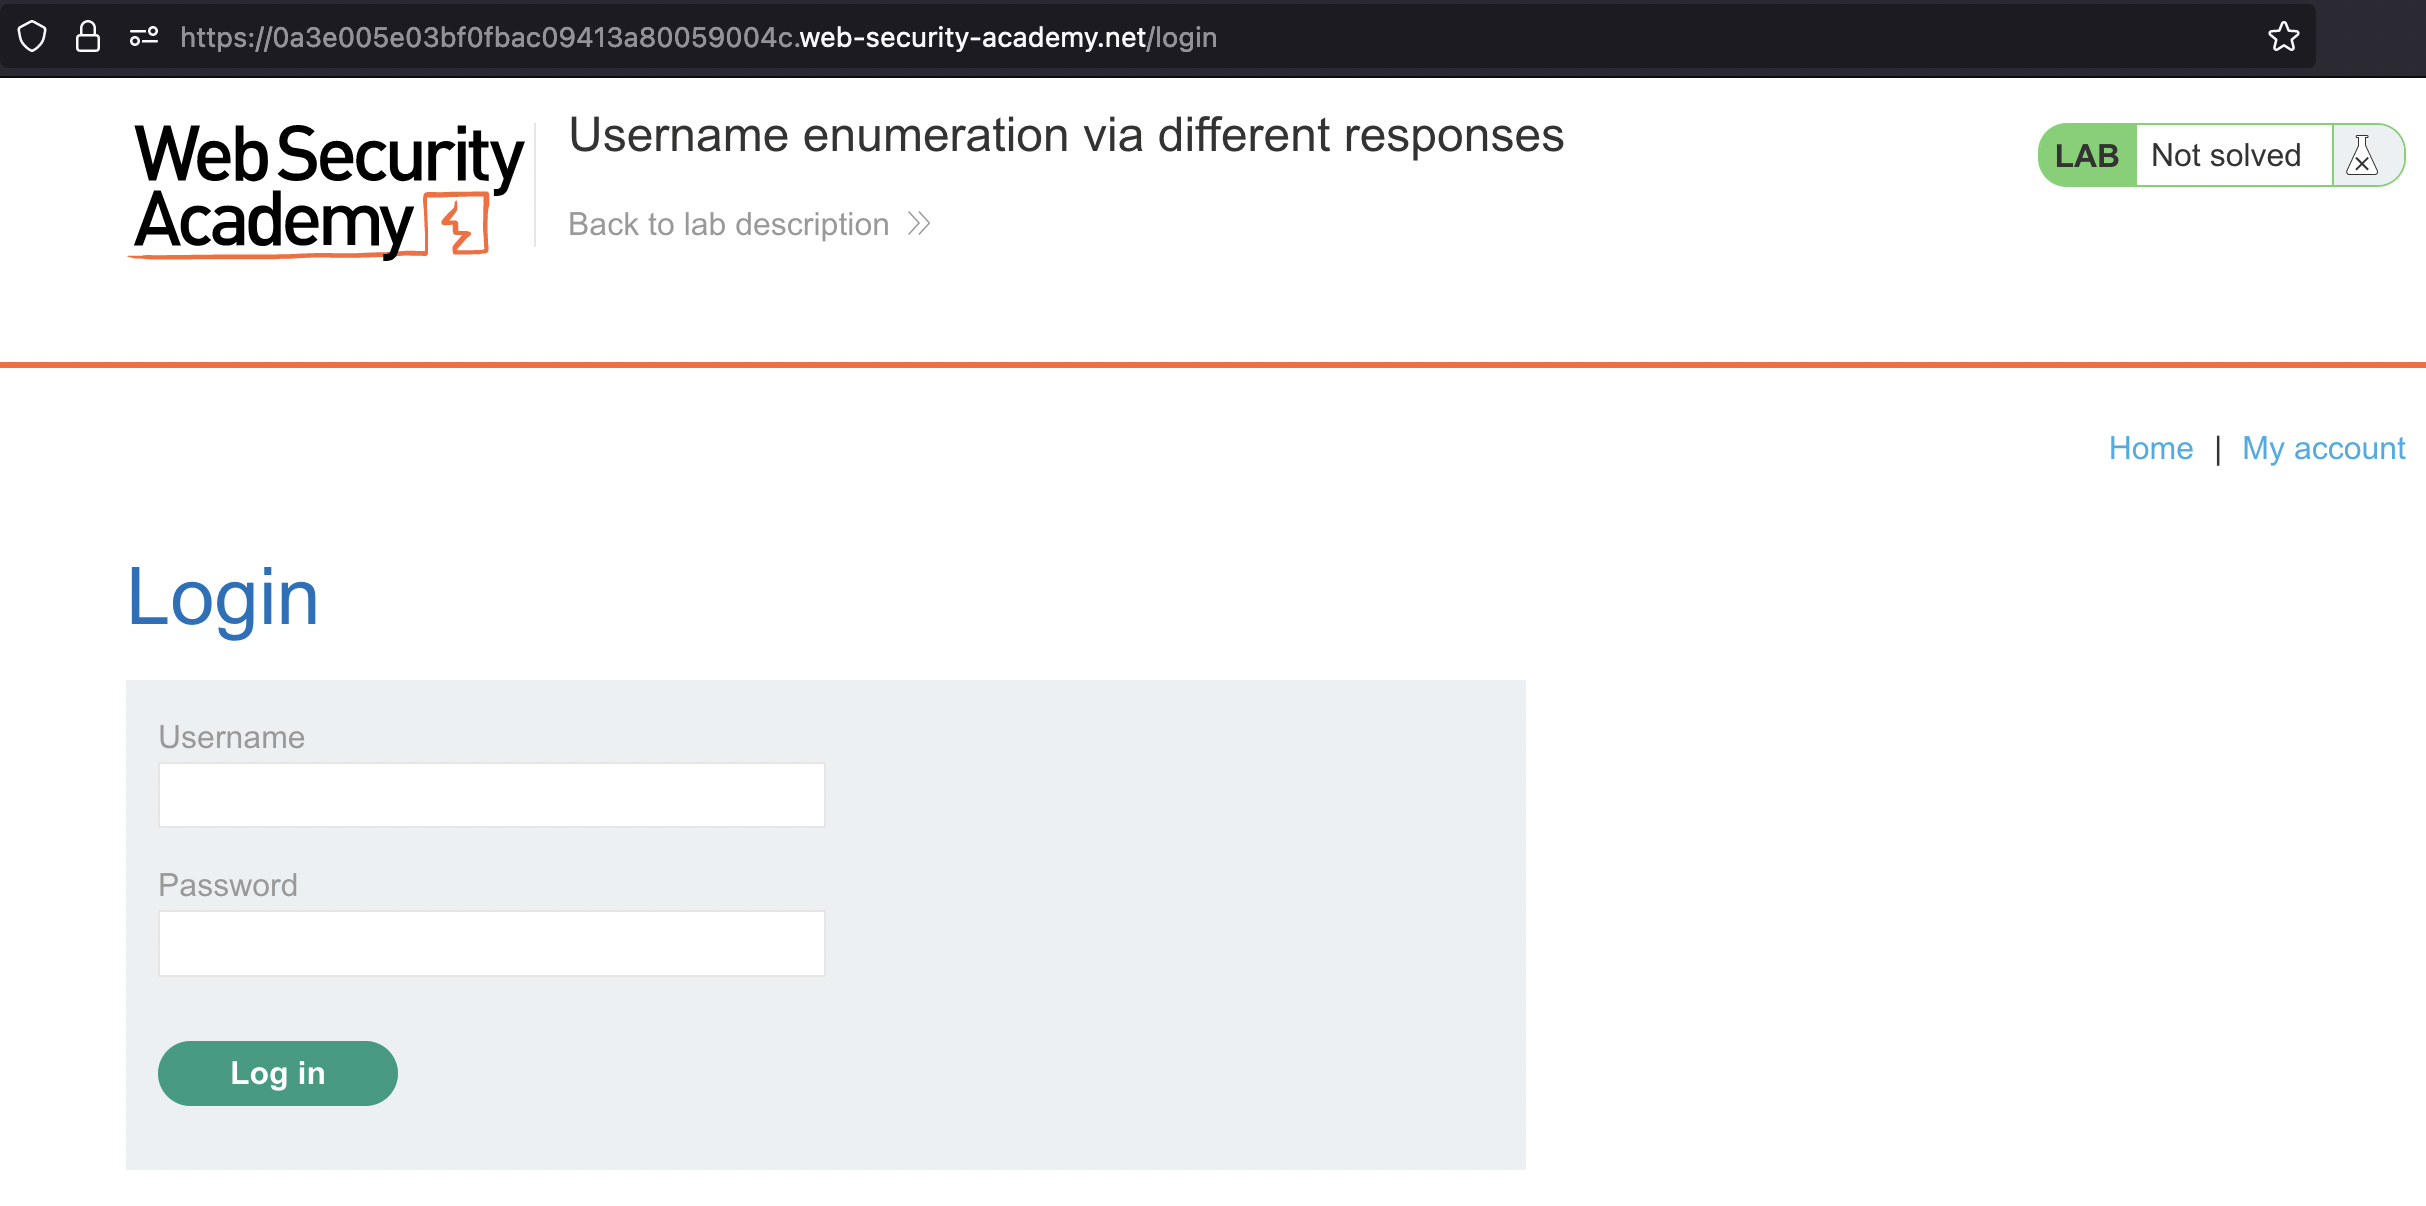 https://0a3e005e03bf0fbac09413a80059004c.web-security-academy.net/login
Web Security
Academy
Username enumeration via different responses
Back to lab description
LAB Not solved
Home | My account
Login
Username
Password
Log in